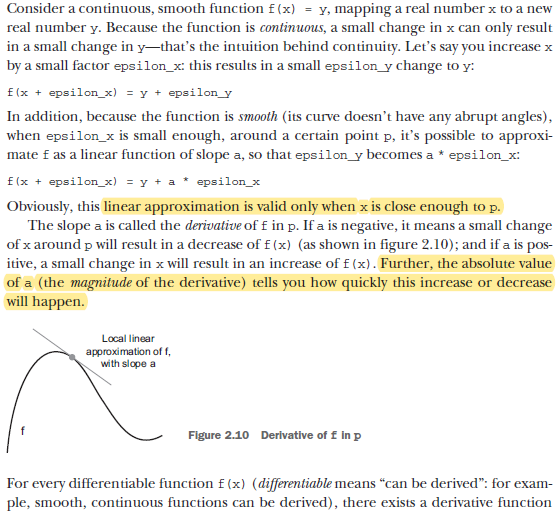 Consider a continuous, smooth function f(x) = y, mapping a real number x to a new
real number y. Because the function is continuous, a small change in x can only result
in a small change in y—that's the intuition behind continuity. Let's say you increase x
by a small factor epsilon_x: this results in a small epsilon_y change to y:
f(x + epsilon_x) = y + epsilon_y
In addition, because the function is smooth (its curve doesn't have any abrupt angles),
when epsilon_x is small enough, around a certain point p, it's possible to approxi-
mate f as a linear function of slope a, so that epsilon_y becomes a * epsilon_x:
f(x + epsilon_x) = y + a * epsilon_x
Obviously, this linear approximation is valid only when x is close enough to p.
The slope a is called the derivative of f in p. If a is negative, it means a small change
of x around p will result in a decrease of f(x) (as shown in figure 2.10); and if a is pos-
itive, a small change in x will result in an increase of f(x). Further, the absolute value
of a (the magnitude of the derivative) tells you how quickly this increase or decrease
will happen.
Local linear
approximation of f,
with slope a
f
Figure 2.10 Derivative of f in p
For every differentiable function f(x) (differentiable means "can be derived": for exam-
ple, smooth, continuous functions can be derived), there exists a derivative function